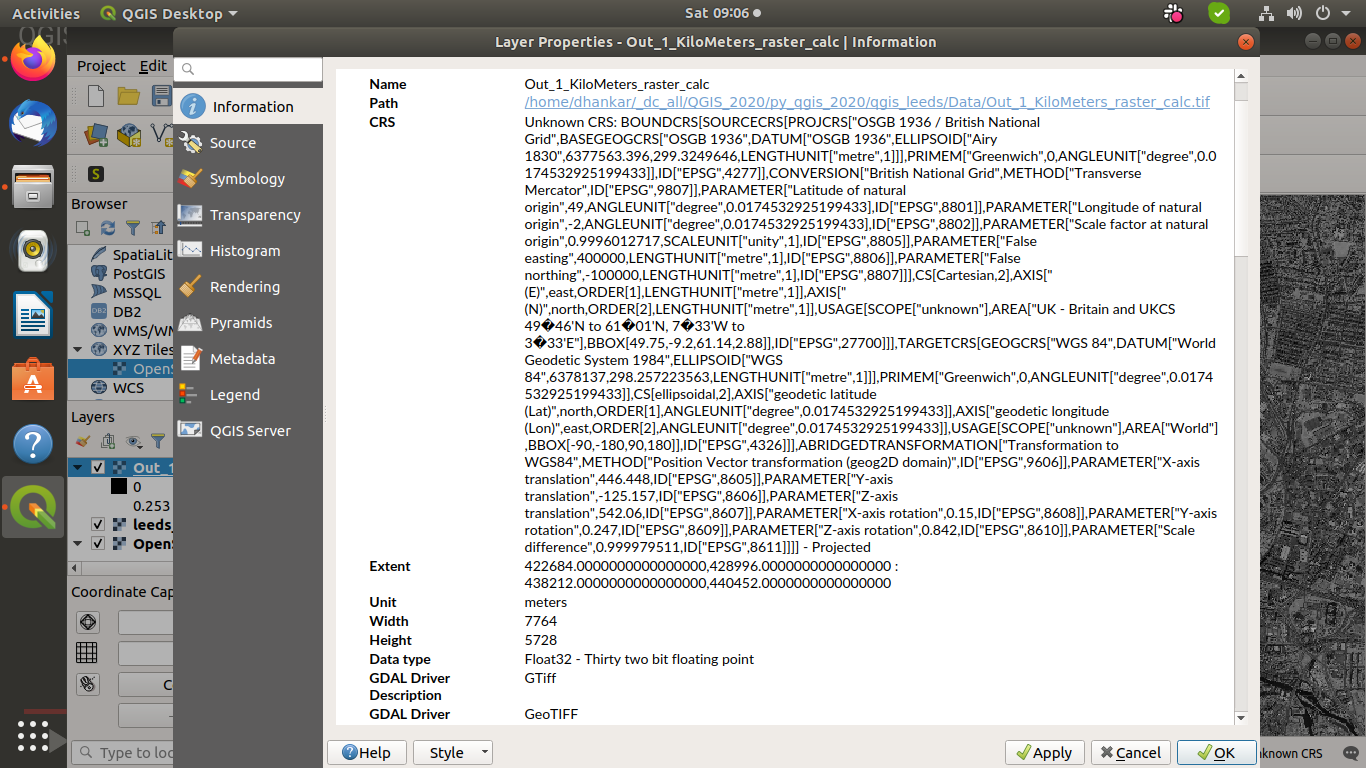 Activities
QGIS Desktop
Sat 09:06
Layer Properties - Out_1_KiloMeters_raster_calc | Information
Project Edit
Browser
SpatiaLit
PostGIS
MSSQL
DB2
WMS/WM
XYZ Tiles
OpenS
WCS
Layers
Out_1
0
0.253
leeds_
OpenS
Coordinate Cap
C
Type to loc
Information
Source
Symbology
Transparency
Histogram
Rendering
Pyramids
Metadata
Legend
QGIS Server
Name Out_1_KiloMeters_raster_calc
Path /home/dhankar/_dc_all/QGIS_2020/py_qgis_2020/qgis_leeds/Data/Out_1_KiloMeters_raster_calc.tif
CRS Unknown CRS: BOUNDCRS[SOURCECRS[PROJCRS["OSGB 1936 / British National
Grid",BASEGEOGCRS["OSGB 1936",DATUM["OSGB 1936",ELLIPSOID["Airy
1830",6377563.396,299.3249646,LENGTHUNIT["metre",1]]],PRIMEM["Greenwich",0,ANGLEUNIT["degree",0.0
174532925199433]],ID["EPSG",4277]],CONVERSION["British National Grid",METHOD["Transverse
Mercator",ID["EPSG",9807]],PARAMETER["Latitude of natural
origin",49,ANGLEUNIT["degree",0.0174532925199433],ID["EPSG",8801]],PARAMETER["Longitude of natural
origin",-2,ANGLEUNIT["degree",0.0174532925199433],ID["EPSG",8802]],PARAMETER["Scale factor at natural
origin",0.9996012717,SCALEUNIT["unity",1],ID["EPSG",8805]],PARAMETER["False
easting",400000,LENGTHUNIT["metre",1],ID["EPSG",8806]],PARAMETER["False
northing",-100000,LENGTHUNIT["metre",1],ID["EPSG",8807]]],CS[Cartesian,2],AXIS["
(E)",east,ORDER[1],LENGTHUNIT["metre",1]],AXIS["
(N)",north,ORDER[2],LENGTHUNIT["metre",1]],USAGE[SCOPE["unknown"],AREA["UK - Britain and UKCS
49�46'N to 61�01'N, 7�33'W to
3�33'E"],BBOX[49.75,-9.2,61.14,2.88]],ID["EPSG",27700]]],TARGETCRS[GEOGCRS["WGS 84",DATUM["World
Geodetic System 1984",ELLIPSOID["WGS
84",6378137,298.257223563,LENGTHUNIT["metre",1]]],PRIMEM["Greenwich",0,ANGLEUNIT["degree",0.0174
532925199433]],CS[ellipsoidal,2],AXIS["geodetic latitude
(Lat)",north,ORDER[1],ANGLEUNIT["degree",0.0174532925199433]],AXIS["geodetic longitude
(Lon)",east,ORDER[2],ANGLEUNIT["degree",0.0174532925199433]],USAGE[SCOPE["unknown"],AREA["World"]
,BBOX[-90,-180,90,180]],ID["EPSG",4326]]],ABRIDGEDTRANSFORMATION["Transformation to
WGS84",METHOD["Position Vector transformation (geog2D domain)",ID["EPSG",9606]],PARAMETER["X-axis
translation",446.448,ID["EPSG",8605]],PARAMETER["Y-axis
translation",-125.157,ID["EPSG",8606]],PARAMETER["Z-axis
translation",542.06,ID["EPSG",8607]],PARAMETER["X-axis rotation",0.15,ID["EPSG",8608]],PARAMETER["Y-axis
rotation",0.247,ID["EPSG",8609]],PARAMETER["Z-axis rotation",0.842,ID["EPSG",8610]],PARAMETER["Scale
difference",0.999979511,ID["EPSG",8611]]]] - Projected
Extent 422684.0000000000000000,428996.0000000000000000 :
438212.0000000000000000,440452.0000000000000000
Unit meters
Width 7764
Height 5728
Data type Float32 - Thirty two bit floating point
GDAL Driver GTiff
Description
GDAL Driver GeoTIFF
Help
Style
Apply
Cancel
OK
known CRS